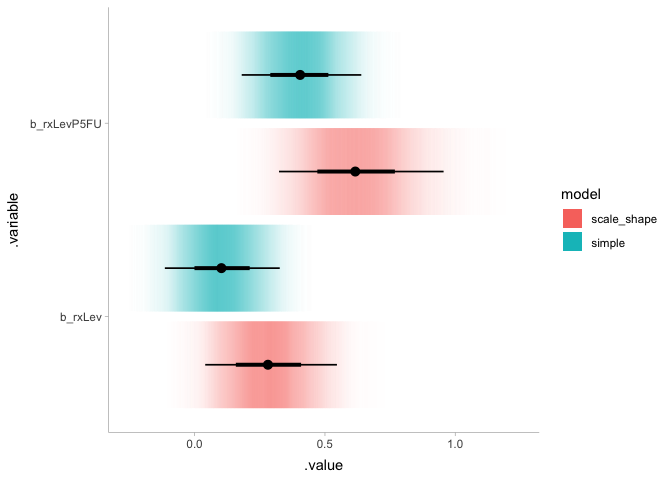 b_rxLevP5FU
b_rxLev
.variable
0.0 0.5 1.0
.value
model
scale_shape
simple